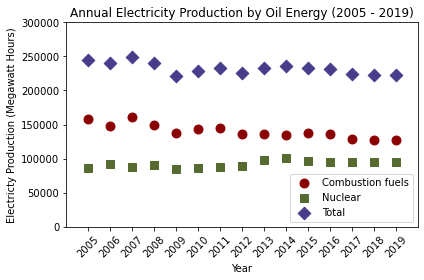 Annual Electricity Production by Oil Energy (2005 - 2019)
Electricty Production (Megawatt Hours)
300000
250000
200000
150000
100000
50000
0
Combustion fuels
Nuclear
Total
2005 2006 2007 2008 2009 2010 2011 2012 2013 2014 2015 2016 2017 2018 2019
Year